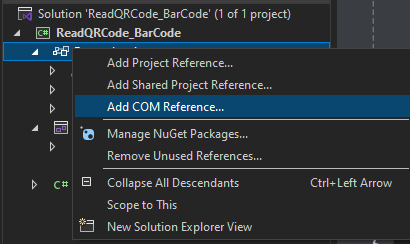 Solution 'ReadQRCode_BarCode' (1 of 1 project)
C# ReadQRCode_BarCode
Add Project Reference...
Add Shared Project Reference...
Add COM Reference...
Manage NuGet Packages...
Remove Unused References...
C# Collapse All Descendants Ctrl+Left Arrow
Scope to This
New Solution Explorer View